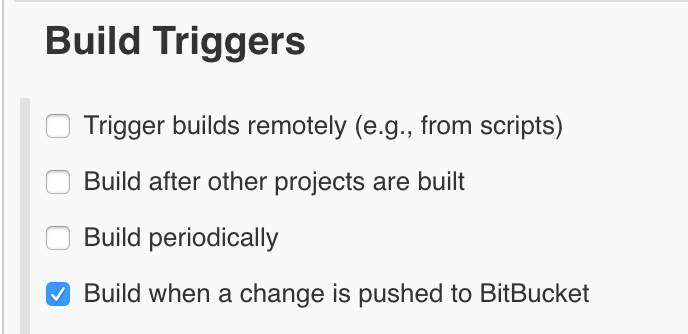 Build Triggers
Trigger builds remotely (e.g., from scripts)
Build after other projects are built
Build periodically
Build when a change is pushed to BitBucket